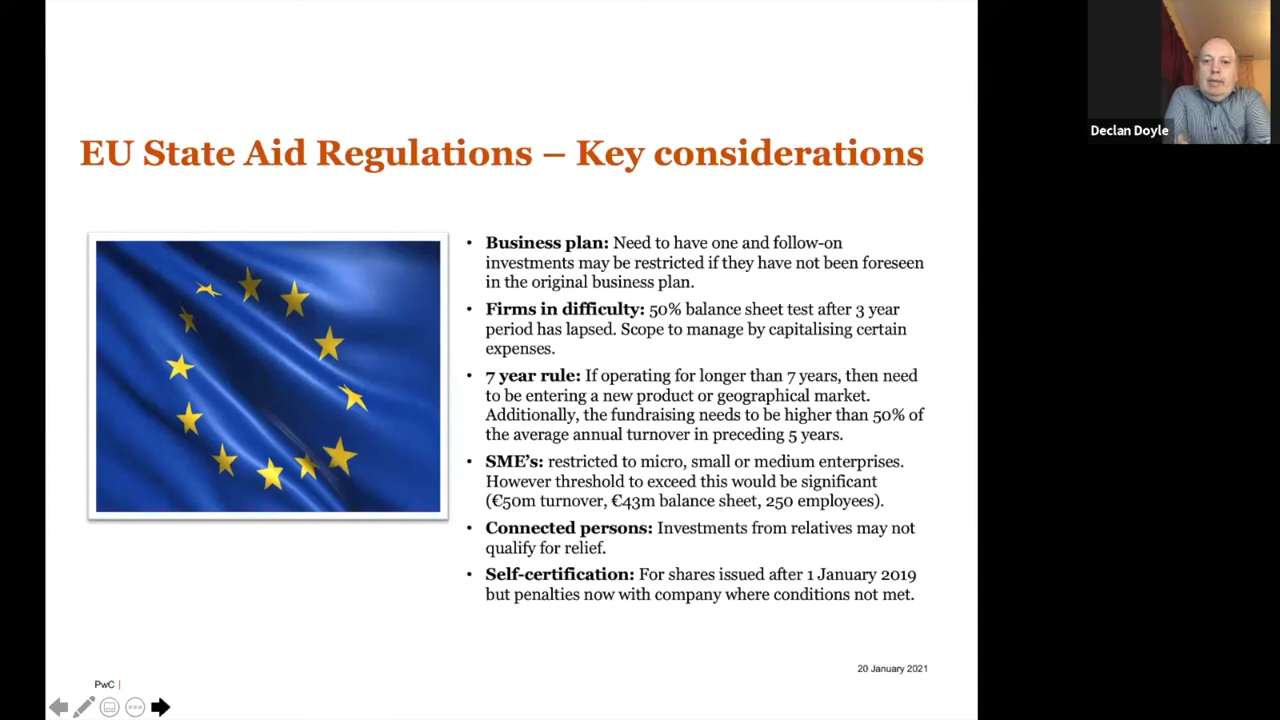 Declan Doyle
EU State Aid Regulations – Key considerations
• Business plan: Need to have one and follow-on
investments may be restricted if they have not been foreseen
in the original business plan.
• Firms in difficulty: 50% balance sheet test after 3 year
period has lapsed. Scope to manage by capitalising certain
expenses.
• 7 year rule: If operating for longer than 7 years, then need
to be entering a new product or geographical market.
Additionally, the fundraising needs to be higher than 50% of
the average annual turnover in preceding 5 years.
• SME's: restricted to micro, small or medium enterprises.
However threshold to exceed this would be significant
(€50m turnover, €43m balance sheet, 250 employees).
• Connected persons: Investments from relatives may not
qualify for relief.
• Self-certification: For shares issued after 1 January 2019
but penalties now with company where conditions not met.
20 January 2021
PwC |